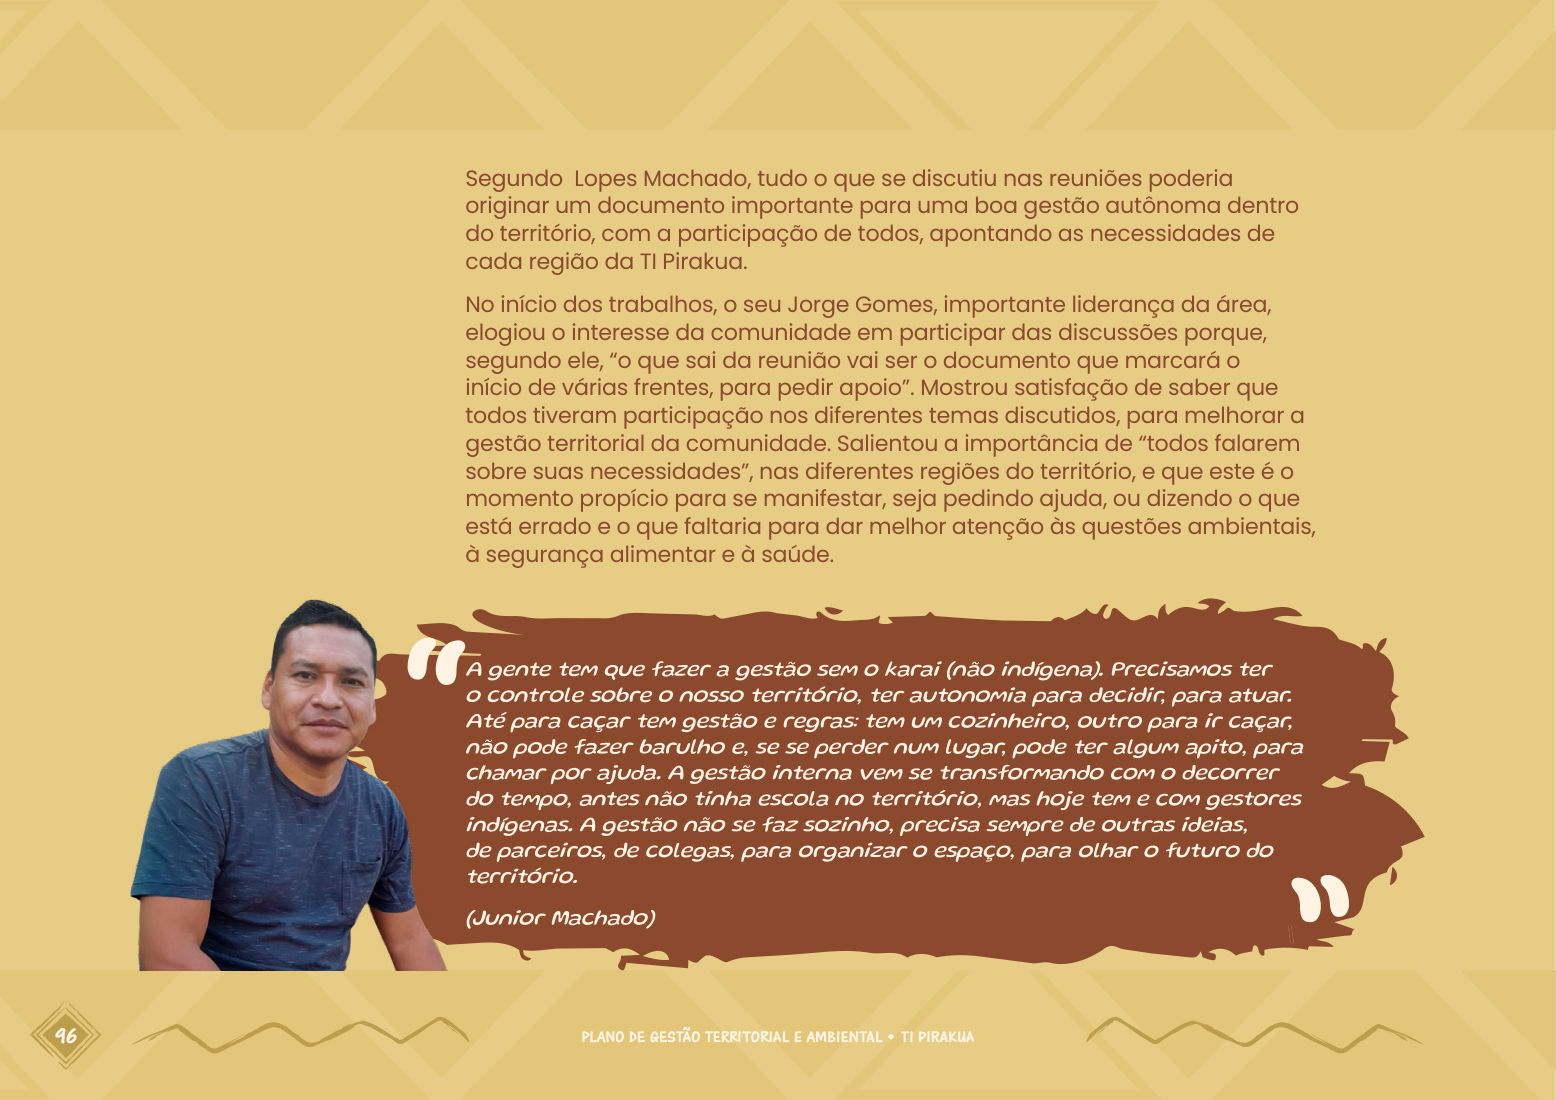 Segundo  Lopes Machado, tudo o que se discutiu nas reuniões poderia
originar um documento importante para uma boa gestão autônoma dentro
do território, com a participação de todos, apontando as necessidades de
cada região da TI Pirakua.
No início dos trabalhos, o seu Jorge Gomes, importante liderança da área,
elogiou o interesse da comunidade em participar das discussões porque,
segundo ele, “o que sai da reunião vai ser o documento que marcará o
início de várias frentes, para pedir apoio”. Mostrou satisfação de saber que
todos tiveram participação nos diferentes temas discutidos, para melhorar a
gestão territorial da comunidade. Salientou a importância de “todos falarem
sobre suas necessidades”, nas diferentes regiões do território, e que este é o
momento propício para se manifestar, seja pedindo ajuda, ou dizendo o que
está errado e o que faltaria para dar melhor atenção às questões ambientais,
à segurança alimentar e à saúde.
“A gente tem que fazer a gestão sem o karai (não indígena). Precisamos ter
o controle sobre o nosso território, ter autonomia para decidir, para atuar.
Até para caçar tem gestão e regras: tem um cozinheiro, outro para ir caçar,
não pode fazer barulho e, se se perder num lugar, pode ter algum apito, para
chamar por ajuda. A gestão interna vem se transformando com o decorrer
do tempo, antes não tinha escola no território, mas hoje tem e com gestores
indígenas. A gestão não se faz sozinho, precisa sempre de outras ideias,
de parceiros, de colegas, para organizar o espaço, para olhar o futuro do
território.
”
(Junior Machado)
96
PLANO DE GESTÃO TERRITORIAL E AMBIENTAL • TI PIRAKUA